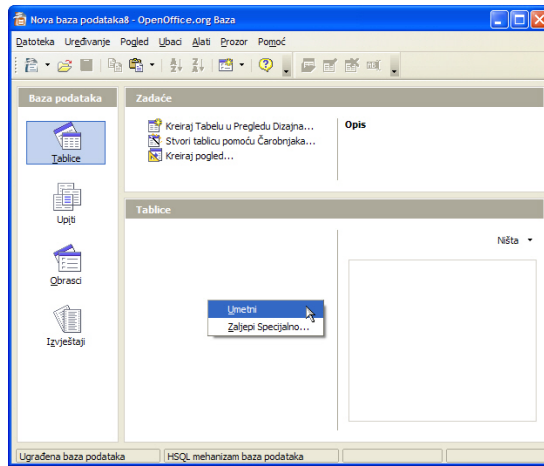 Nova baza podataka8 - OpenOffice.org Baza
Datoteka Uređivanje Pogled Ubaci Alati Prozor Pomoć
Baza podataka
Zadaće
Tablice
Upiti
Obrasci
Izvještaji
Kreiraj Tabelu u Pregledu Dizajna...
Stvori tablicu pomoću Čarobnjaka...
Kreiraj pogled...
Opis
Tablice
Ništa
Umetni
Zaljepi Specijalno...
Ugrađena baza podataka
HSQL mehanizam baza podataka